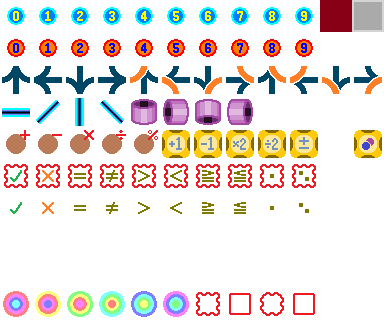 0 1 2 3 4 5 6 7 8 9
0 1 2 3 4 5 6 7 8 9
+ − × ÷ % +1 −1 ×2 ÷2 ±
✓ × = ≠ > < ≧ ≦
✓ × = ≠ > < ≧ ≦